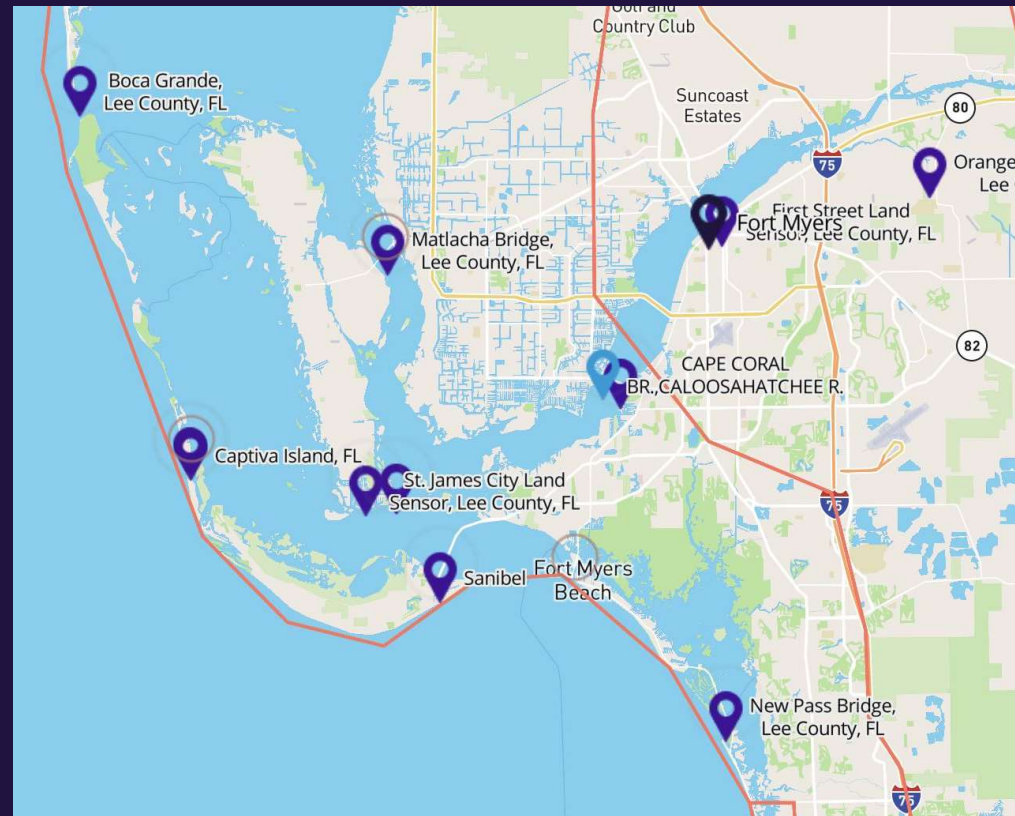 Golf and
Country Club
Boca Grande,
Lee County, FL
Suncoast
Estates
80
75
Orange
Lee
First Street Land
Fort Myers
Sensor, Lee County, FL
Matlacha Bridge,
Lee County, FL
82
CAPE CORAL
BR.,CALOOSAHATCHEE R.
Captiva Island, FL
St. James City Land
Sensor, Lee County, FL
75
Sanibel
Fort Myers
Beach
New Pass Bridge,
Lee County, FL
75